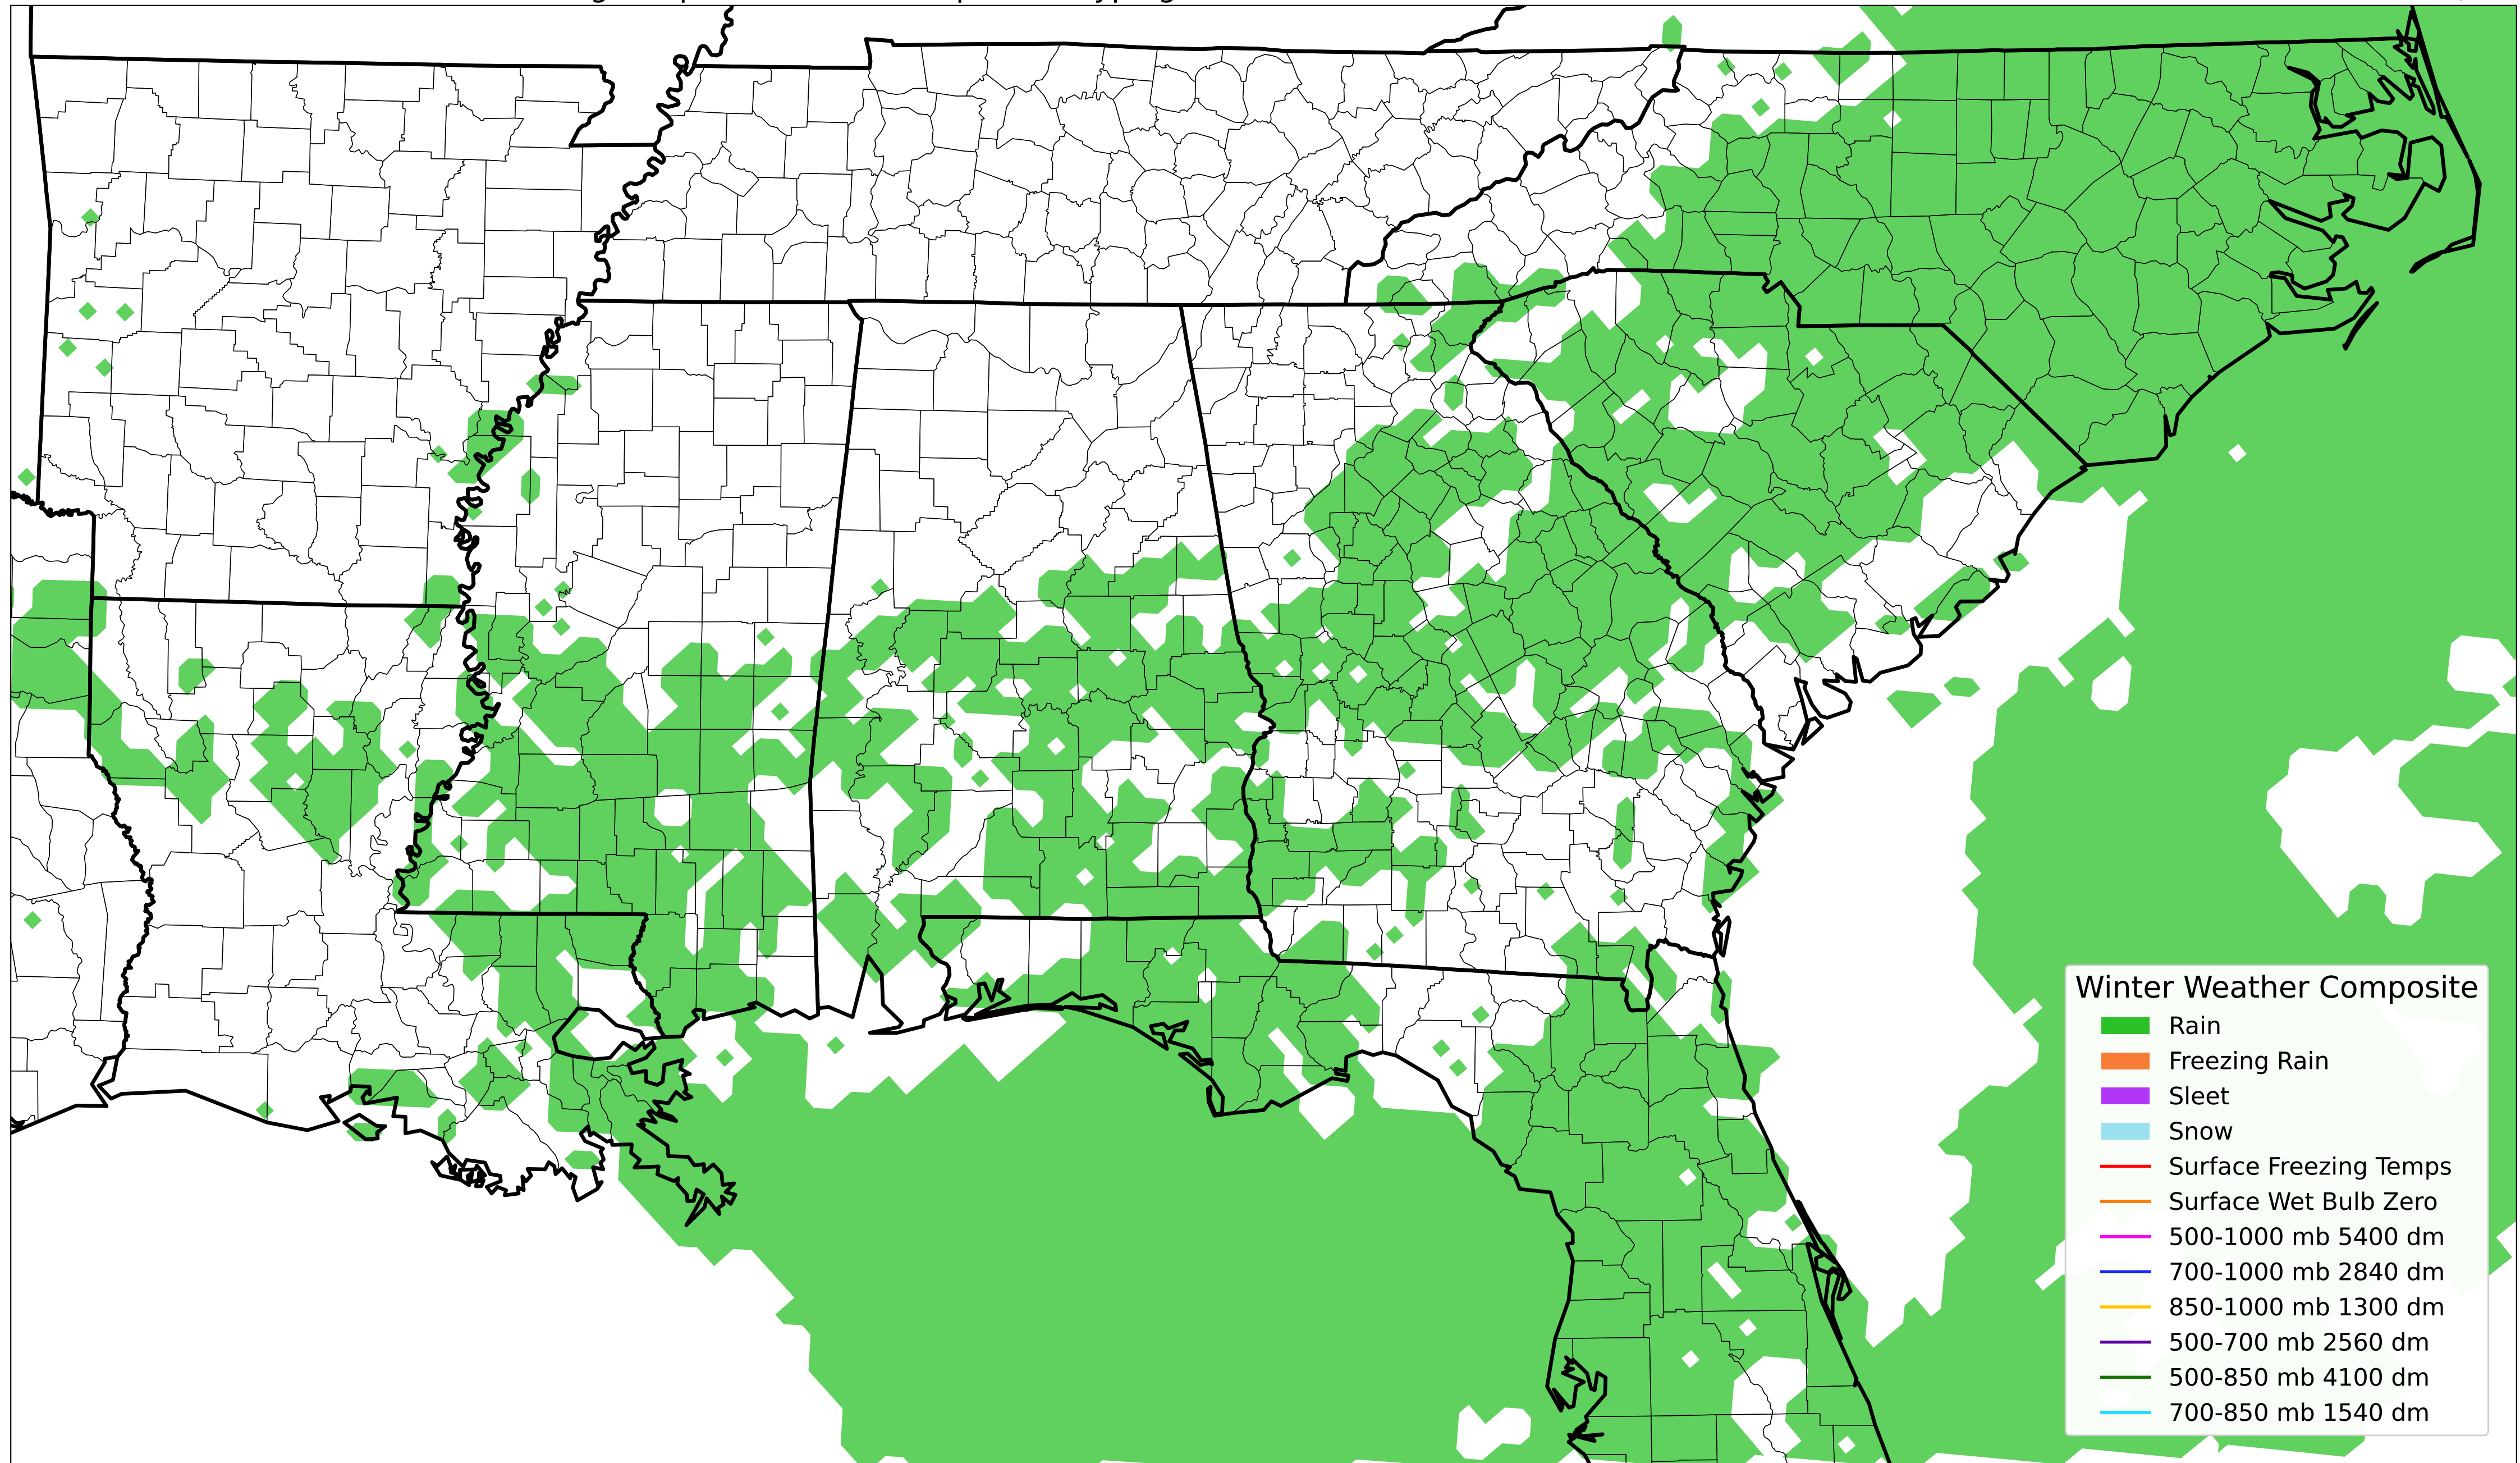 Winter Weather Composite
Rain
Freezing Rain
Sleet
Snow
Surface Freezing Temps
Surface Wet Bulb Zero
500-1000 mb 5400 dm
700-1000 mb 2840 dm
850-1000 mb 1300 dm
500-700 mb 2560 dm
500-850 mb 4100 dm
700-850 mb 1540 dm